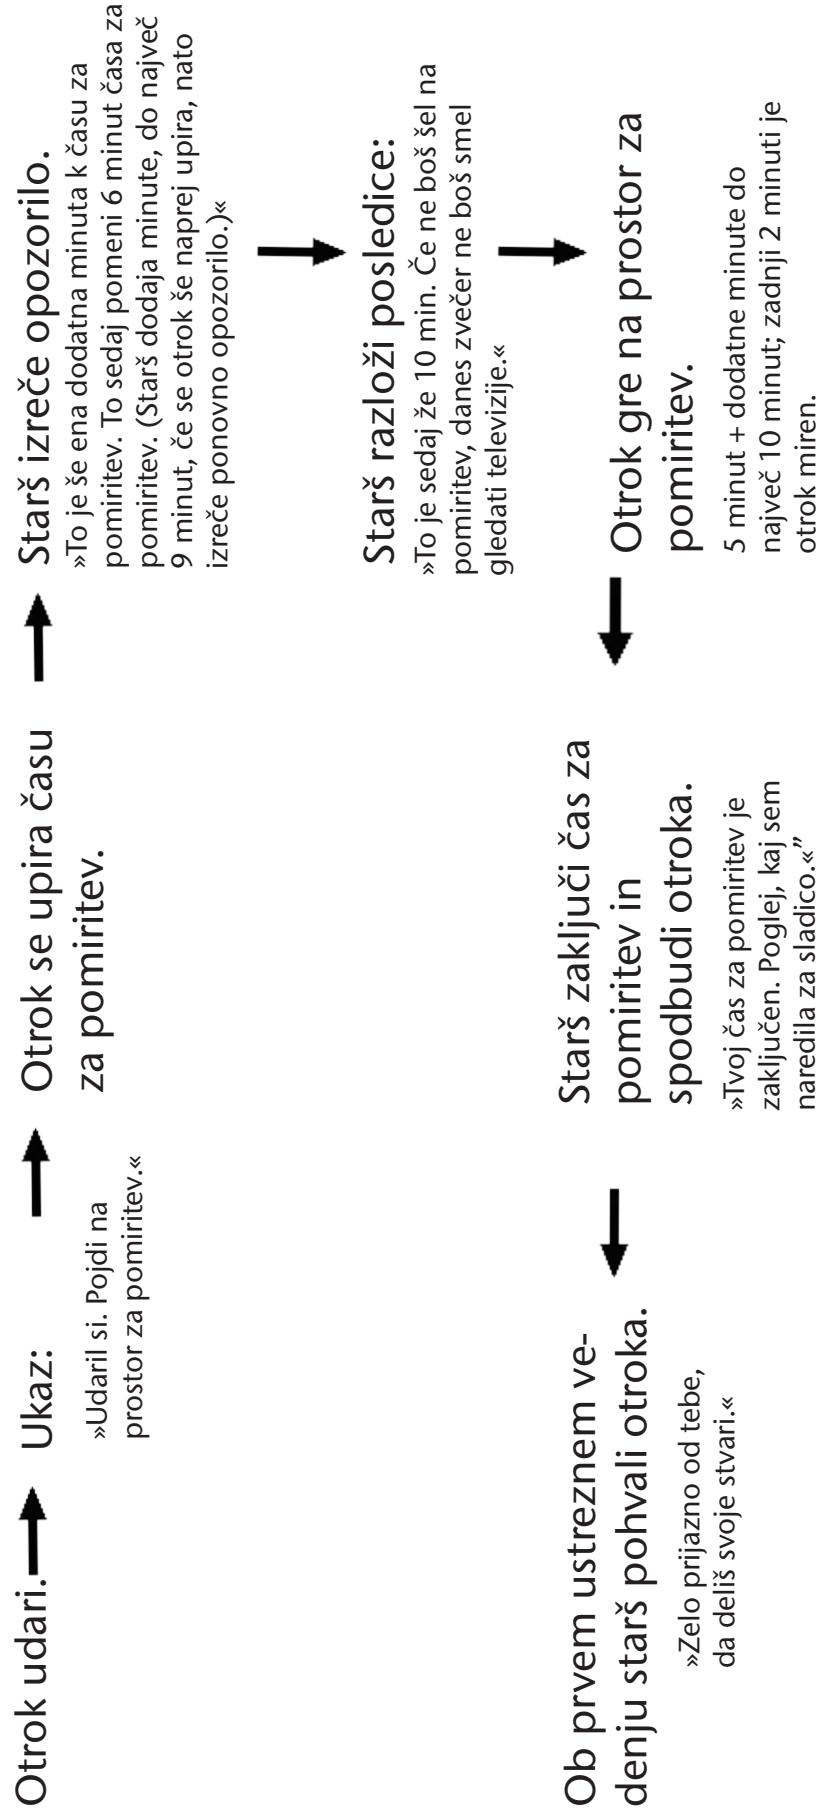 Otrok udari.
Ukaz:
»Udaril si. Pojdi na
prostor za pomiritev.«
Otrok se upira času
za pomiritev.
Starš izreče opozorilo.
»To je še ena dodatna minuta k času za
pomiritev. To sedaj pomeni 6 minut časa za
pomiritev. (Starš dodaja minute, do največ
9 minut, če se otrok še naprej upira, nato
izreče ponovno opozorilo.)«
Starš razloži posledice:
»To je sedaj že 10 min. Če ne boš šel na
pomiritev, danes zvečer ne boš smel
gledati televizije.«
Otrok gre na prostor za
pomiritev.
5 minut + dodatne minute do
največ 10 minut; zadnji 2 minuti je
otrok miren.
Starš zaključi čas za
pomiritev in
spodbudi otroka.
»Tvoj čas za pomiritev je
zaključen. Poglej, kaj sem
naredila za sladico.«”
Ob prvem ustreznem ve-
denju starš pohvali otroka.
»Zelo prijazno od tebe,
da deliš svoje stvari.«